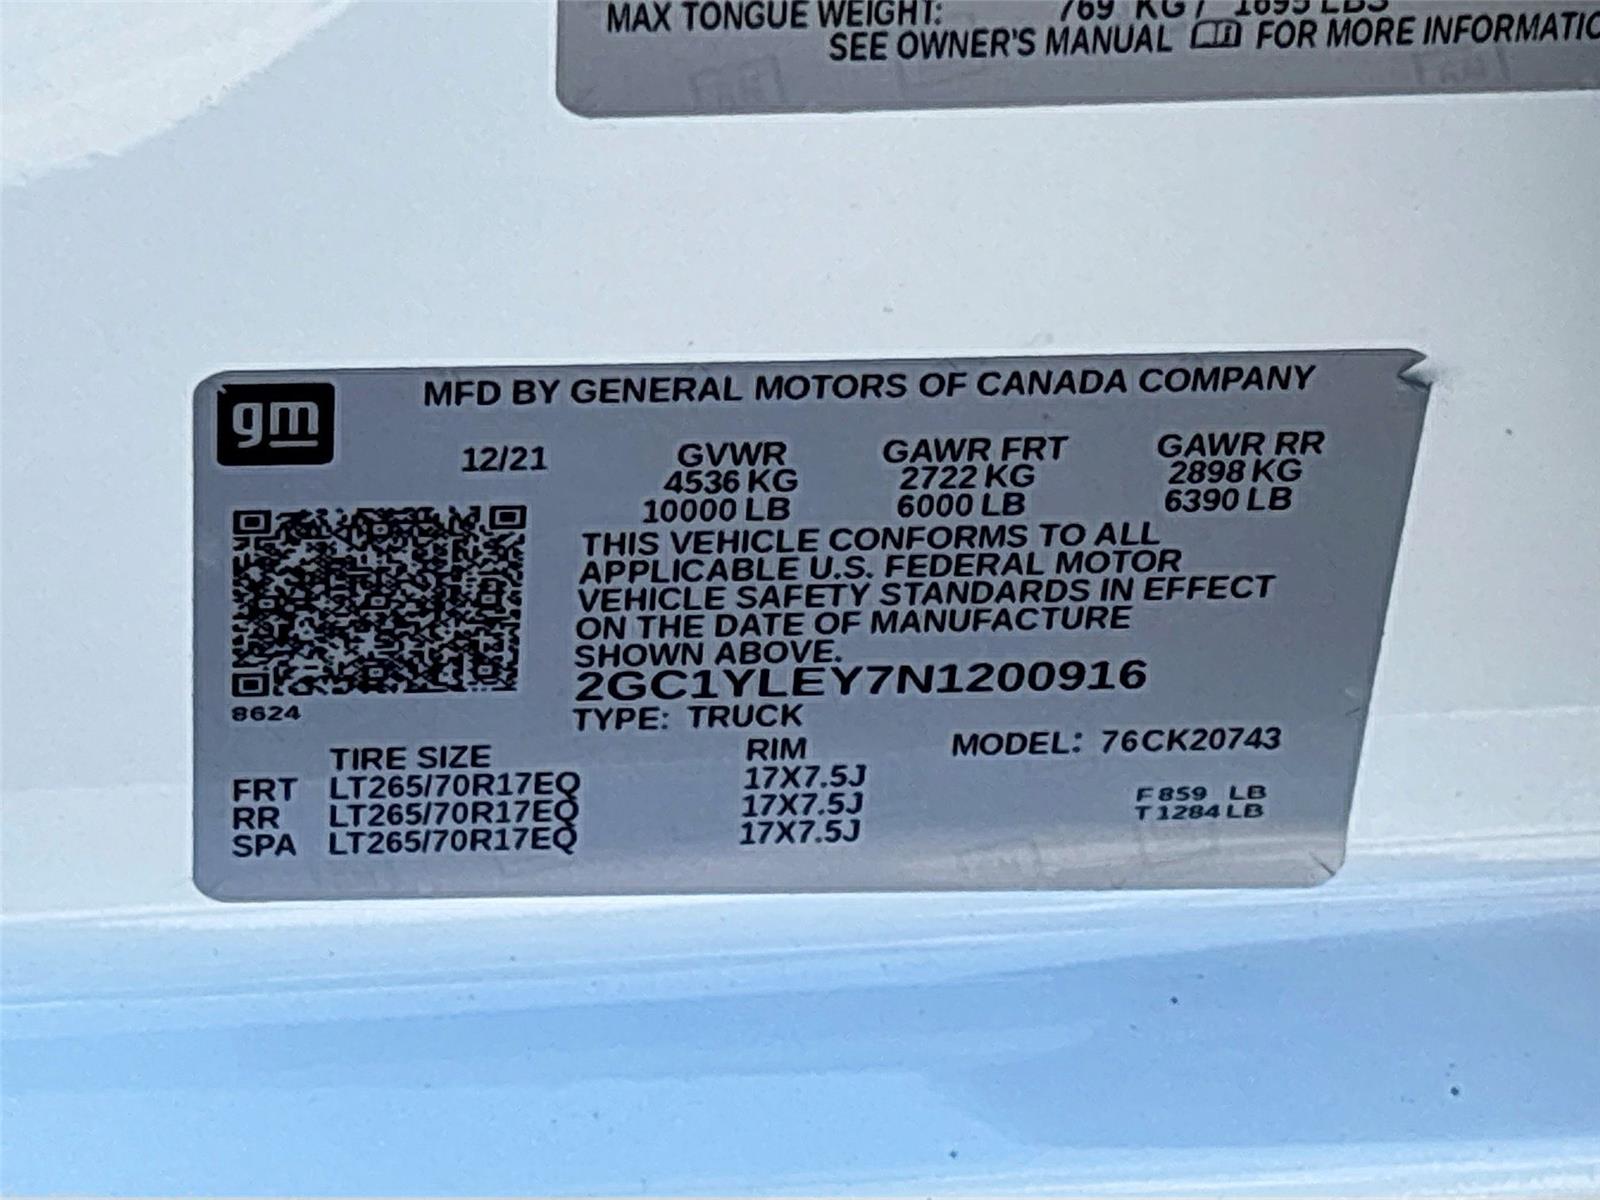 MAX TONGUE WEIGHT: 769 KG / 1695 LBS
SEE OWNER'S MANUAL FOR MORE INFORMATIO
gm
MFD BY GENERAL MOTORS OF CANADA COMPANY
12/21 GVWR GAWR FRT GAWR RR
4536 KG 2722 KG 2898 KG
10000 LB 6000 LB 6390 LB
THIS VEHICLE CONFORMS TO ALL
APPLICABLE U.S. FEDERAL MOTOR
VEHICLE SAFETY STANDARDS IN EFFECT
ON THE DATE OF MANUFACTURE
SHOWN ABOVE.
2GC1YLEY7N1200916
8624
TYPE: TRUCK
TIRE SIZE RIM MODEL: 76CK20743
FRT LT265/70R17EQ 17X7.5J
RR LT265/70R17EQ 17X7.5J
SPA LT265/70R17EQ 17X7.5J
F 859 LB
T 1284 LB